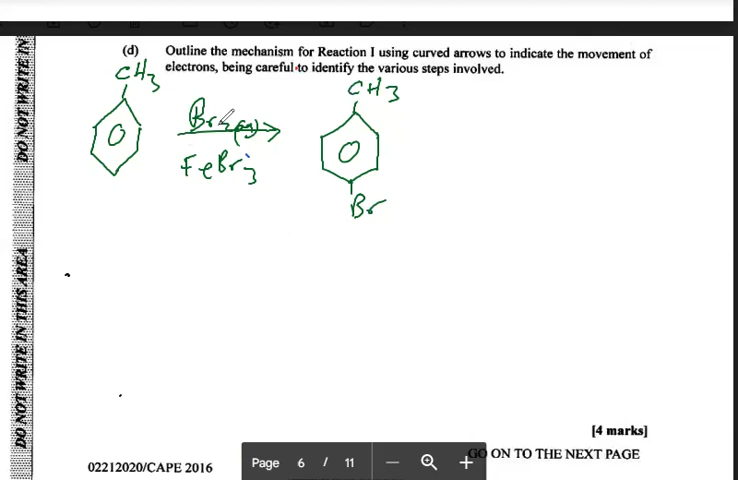 (d) Outline the mechanism for Reaction I using curved arrows to indicate the movement of
electrons, being careful to identify the various steps involved.
CH3
CH3
Br2(g)
FeBr3
Br
DO NOT WRITE IN
DO NOT WRITE IN THIS AREA
[4 marks]
GO ON TO THE NEXT PAGE
02212020/CAPE 2016
Page 6 / 11